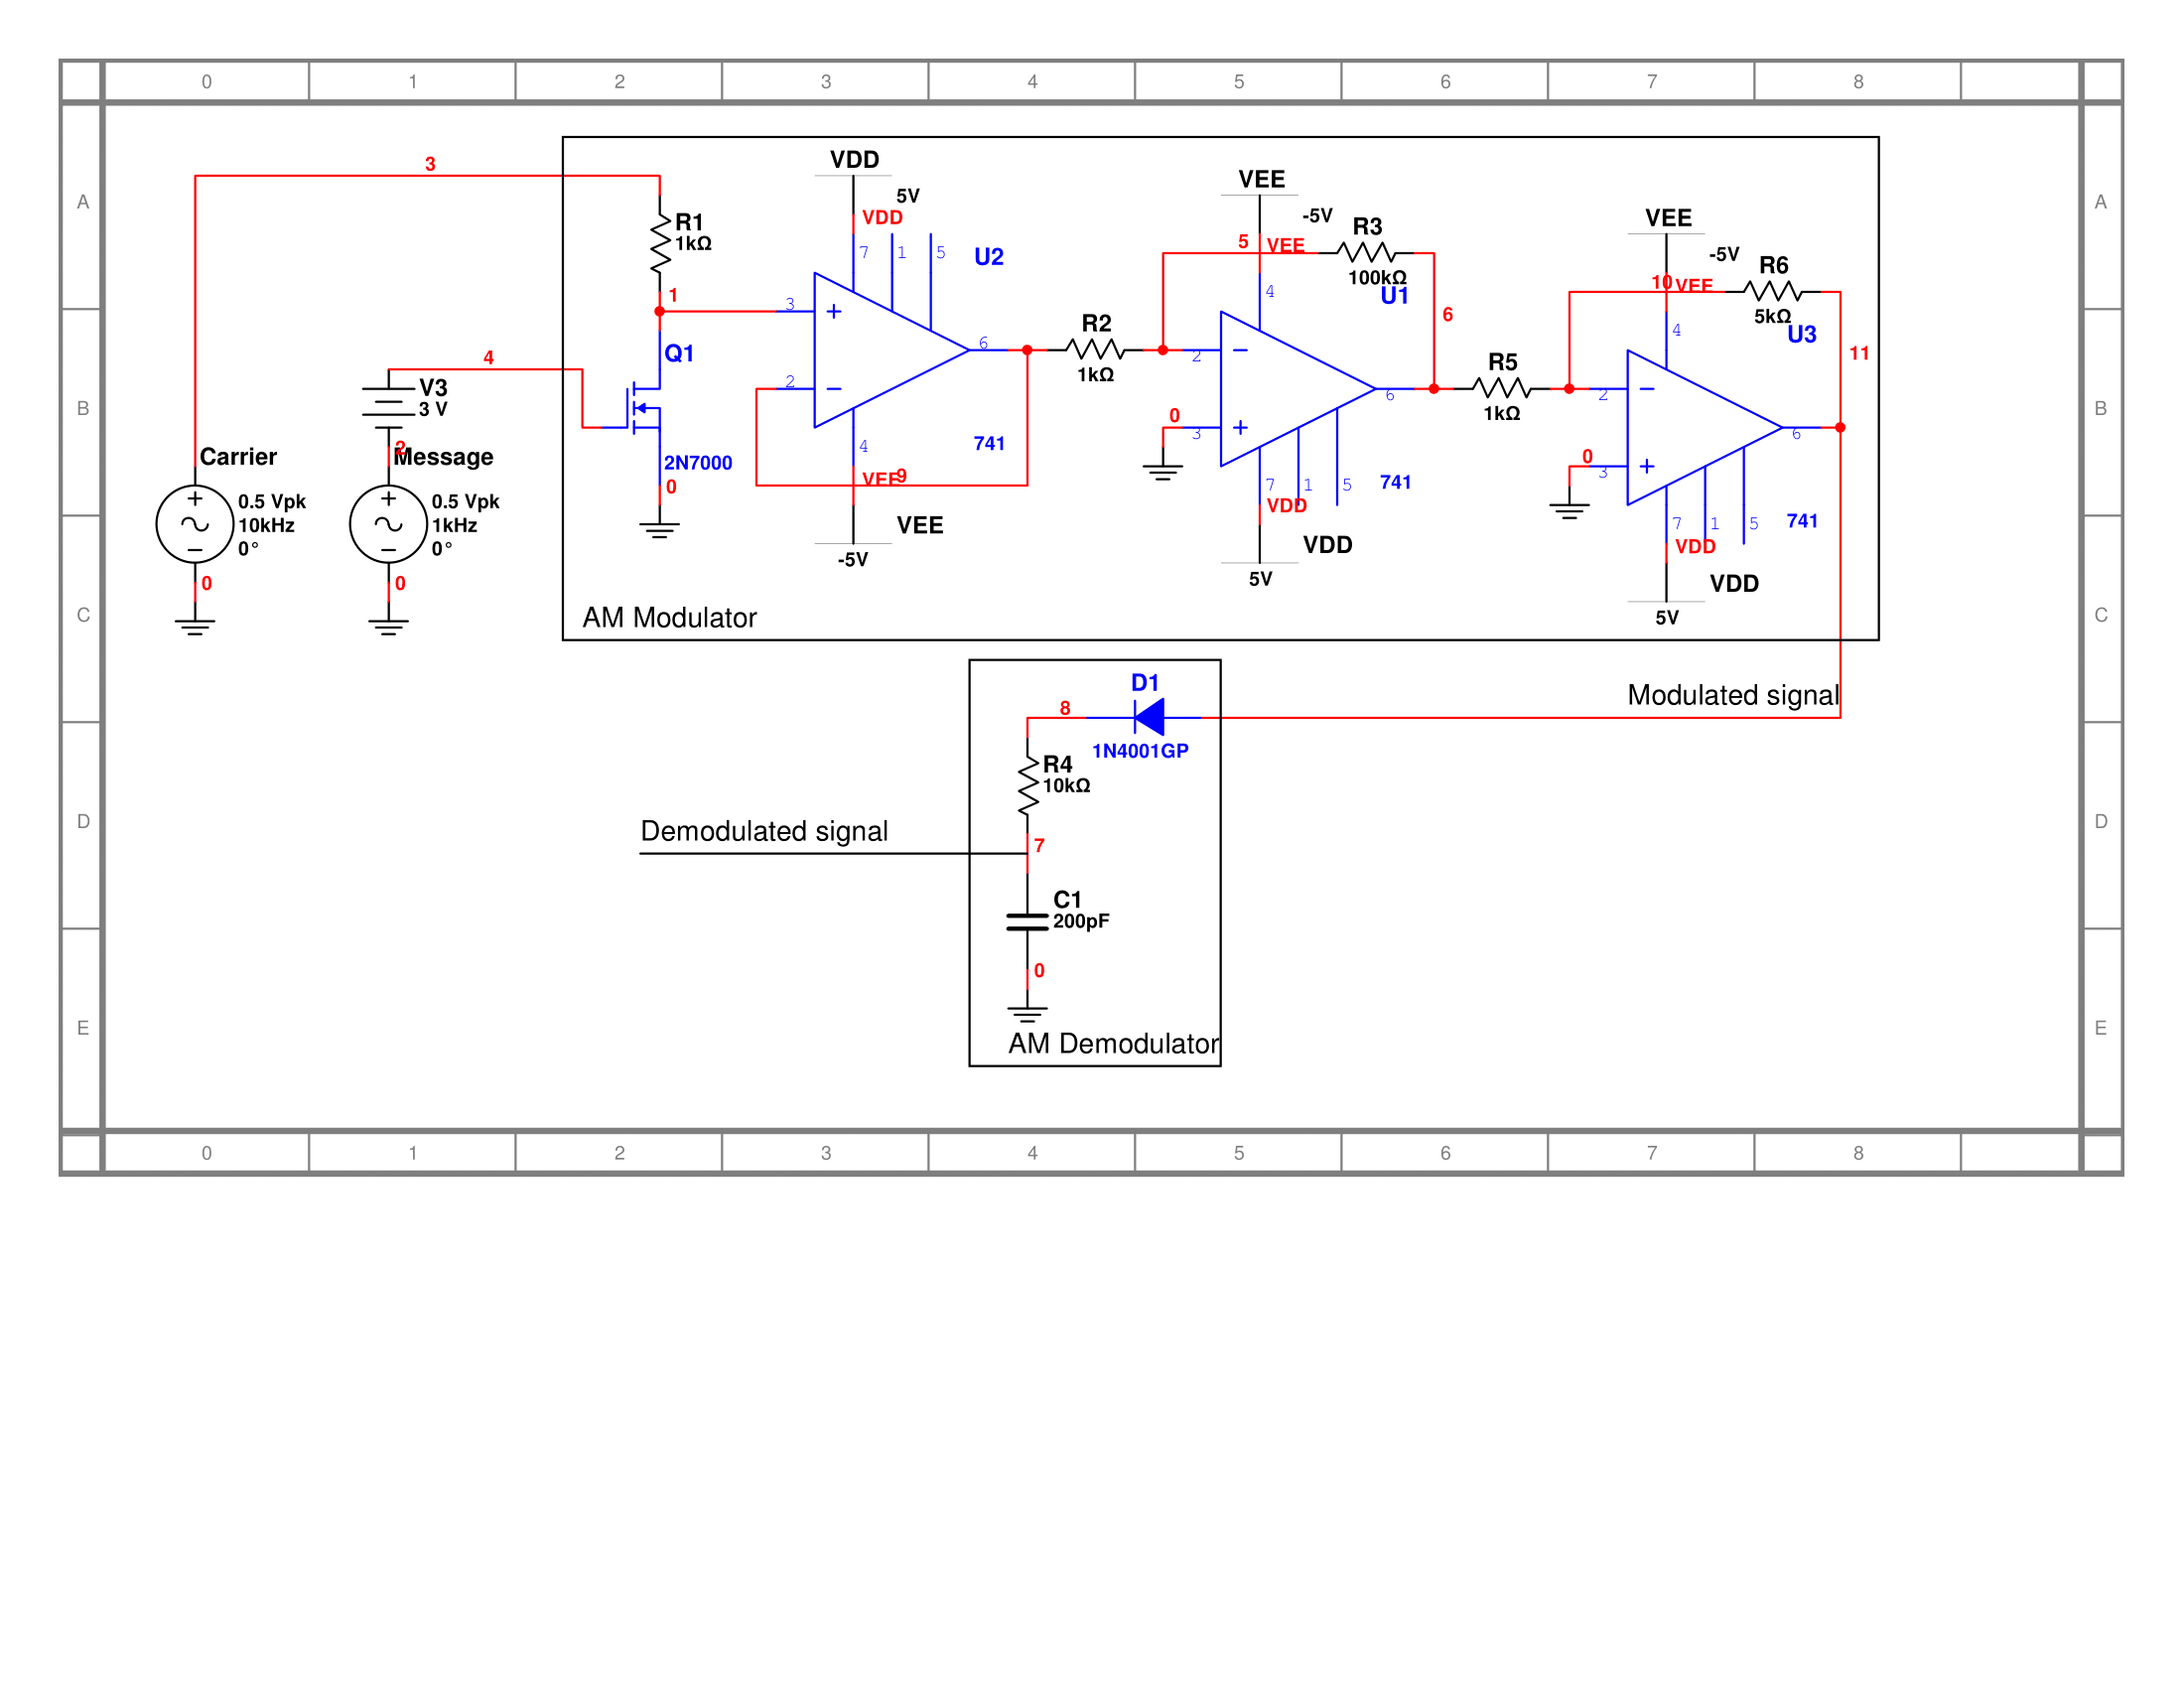 0 1 2 3 4 5 6 7 8
A A
B B
C C
D D
E E
3
R1
1kΩ
1
4
V3
3 V
2
Carrier
0.5 Vpk
10kHz
0°
0
Message
0.5 Vpk
1kHz
0°
0
Q1
2N7000
0
VDD
5V
VDD
7 1 5
U2
3
2
6
4
741
VEE
9
VEE
-5V
R2
1kΩ
VEE
-5V
5
VEE
R3
100kΩ
U1
4
2
6
6
0
3
7 1 5
741
VDD
VDD
5V
R5
1kΩ
VEE
-5V
10
VEE
R6
5kΩ
U3
4
2
11
6
0
3
7 1 5
741
VDD
VDD
5V
AM Modulator
Modulated signal
D1
8
1N4001GP
R4
10kΩ
Demodulated signal
7
C1
200pF
0
AM Demodulator
0 1 2 3 4 5 6 7 8